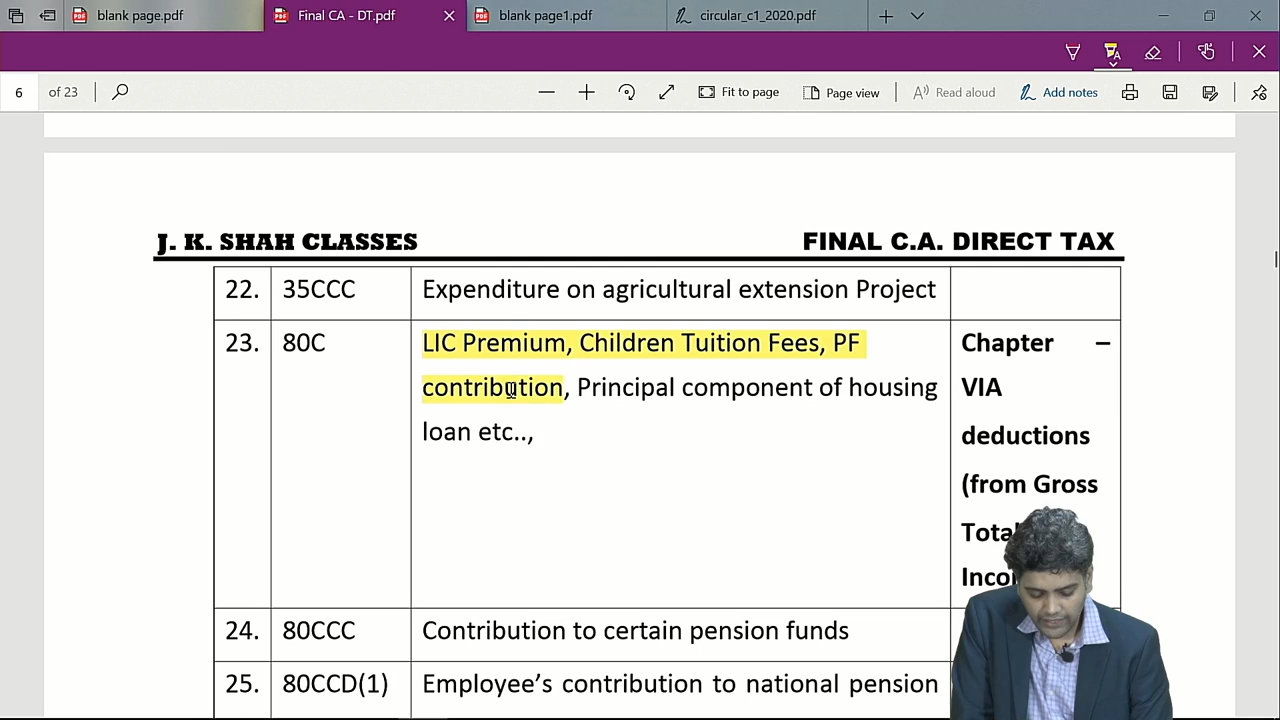 blank page.pdf
Final CA - DT.pdf
blank page1.pdf
circular_c1_2020.pdf
6 of 23
Fit to page
Page view
Read aloud
Add notes
J. K. SHAH CLASSES
FINAL C.A. DIRECT TAX
22. 35CCC Expenditure on agricultural extension Project
23. 80C LIC Premium, Children Tuition Fees, PF
contribution, Principal component of housing
loan etc..,
Chapter –
VIA
deductions
(from Gross
24. 80CCC Contribution to certain pension funds
25. 80CCD(1) Employee’s contribution to national pension